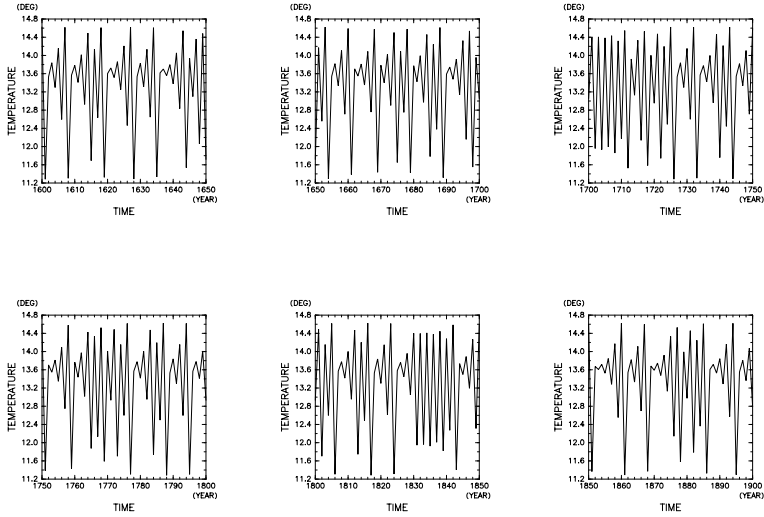 (DEG) (DEG) (DEG)
14.8 14.8 14.8
14.4 14.4 14.4
14.0 14.0 14.0
13.6 13.6 13.6
13.2 13.2 13.2
12.8 12.8 12.8
12.4 12.4 12.4
12.0 12.0 12.0
11.6 11.6 11.6
11.2 11.2 11.2
TEMPERATURE TEMPERATURE TEMPERATURE
1600 1610 1620 1630 1640 1650 1650 1660 1670 1680 1690 1700 1700 1710 1720 1730 1740 1750
(YEAR) (YEAR) (YEAR)
TIME TIME TIME
(DEG) (DEG) (DEG)
14.8 14.8 14.8
14.4 14.4 14.4
14.0 14.0 14.0
13.6 13.6 13.6
13.2 13.2 13.2
12.8 12.8 12.8
12.4 12.4 12.4
12.0 12.0 12.0
11.6 11.6 11.6
11.2 11.2 11.2
TEMPERATURE TEMPERATURE TEMPERATURE
1750 1760 1770 1780 1790 1800 1800 1810 1820 1830 1840 1850 1850 1860 1870 1880 1890 1900
(YEAR) (YEAR) (YEAR)
TIME TIME TIME